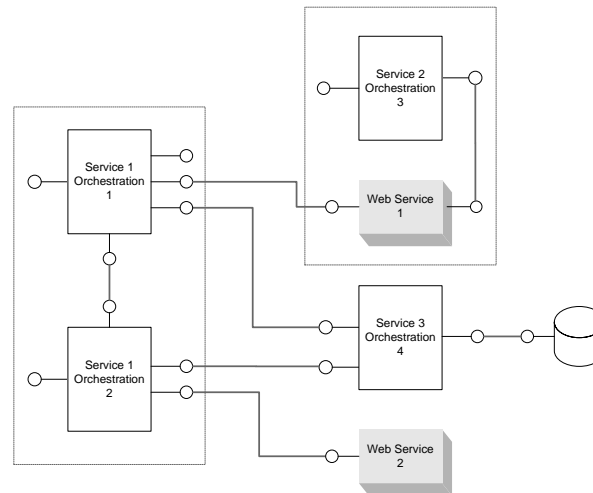 Service 2
Orchestration
3
Service 1
Orchestration
1
Web Service
1
Service 3
Orchestration
4
Service 1
Orchestration
2
Web Service
2